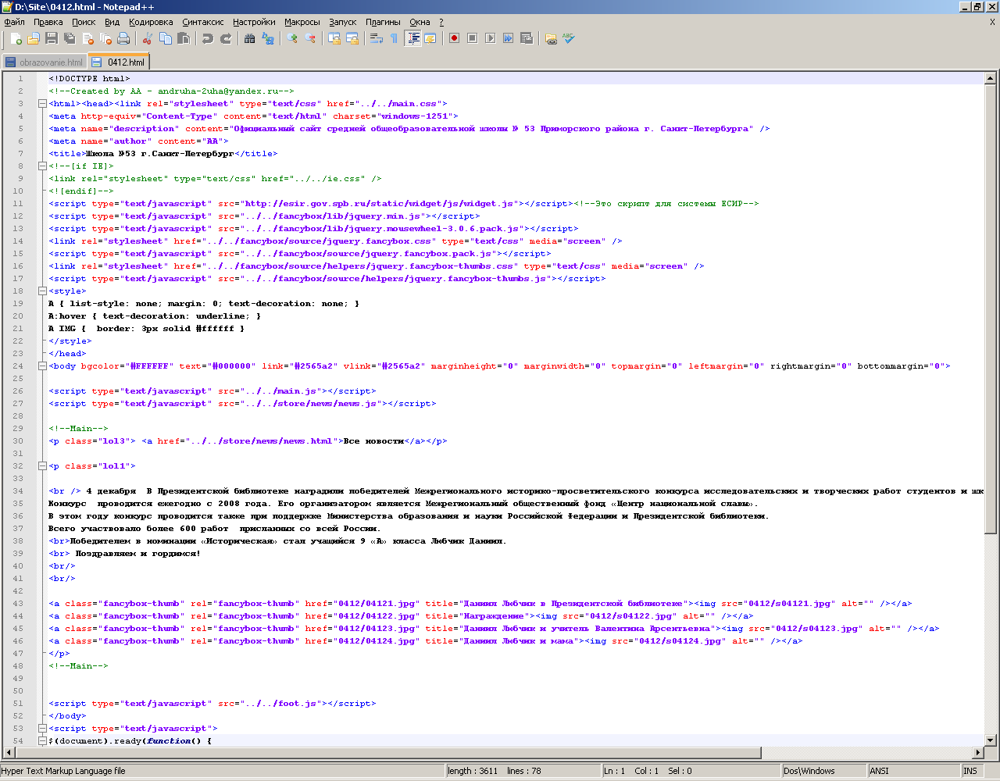 D:\Site\0412.html - Notepad++
Файл Правка Поиск Вид Кодировка Синтаксис Настройки Макросы Запуск Плагины Окна ? X
obrazovanie.html 0412.html
1 <!DOCTYPE html>
2 <!--Created by AA - andruha-2uha@yandex.ru-->
3 <html><head><link rel="stylesheet" type="text/css" href="../../main.css">
4 <meta http-equiv="Content-Type" content="text/html" charset="windows-1251">
5 <meta name="description" content="Официальный сайт средней общеобразовательной школы № 53 Приморского района г. Санкт-Петербурга" />
6 <meta name="author" content="AA">
7 <title>Школа №53 г.Санкт-Петербург</title>
8 <!--[if IE]>
9 <link rel="stylesheet" type="text/css" href="../../ie.css" />
10 <![endif]-->
11 <script type="text/javascript" src="http://esir.gov.spb.ru/static/widget/js/widget.js"></script><!--Это скрипт для системы ЕСИР-->
12 <script type="text/javascript" src="../../fancybox/lib/jquery.min.js"></script>
13 <script type="text/javascript" src="../../fancybox/lib/jquery.mousewheel-3.0.6.pack.js"></script>
14 <link rel="stylesheet" href="../../fancybox/source/jquery.fancybox.css" type="text/css" media="screen" />
15 <script type="text/javascript" src="../../fancybox/source/jquery.fancybox.pack.js"></script>
16 <link rel="stylesheet" href="../../fancybox/source/helpers/jquery.fancybox-thumbs.css" type="text/css" media="screen" />
17 <script type="text/javascript" src="../../fancybox/source/helpers/jquery.fancybox-thumbs.js"></script>
18 <style>
19 A { list-style: none; margin: 0; text-decoration: none; }
20 A:hover { text-decoration: underline; }
21 A IMG {  border: 3px solid #ffffff }
22 </style>
23 </head>
24 <body bgcolor="#FFFFFF" text="#000000" link="#2565a2" vlink="#2565a2" marginheight="0" marginwidth="0" topmargin="0" leftmargin="0" rightmargin="0" bottommargin="0">
25
26 <script type="text/javascript" src="../../main.js"></script>
27 <script type="text/javascript" src="../../store/news/news.js"></script>
28
29 <!--Main-->
30 <p class="lol3"> <a href="../../store/news/news.html">Все новости</a></p>
31
32 <p class="lol1">
33
34 <br /> 4 декабря  В Президентской библиотеке наградили победителей Межрегионального историко-просветительского конкурса исследовательских и творческих работ студентов и шк
35 Конкурс  проводится ежегодно с 2008 года. Его организатором является Межрегиональный общественный фонд «Центр национальной славы».
36 В этом году конкурс проводится также при поддержке Министерства образования и науки Российской Федерации и Президентской библиотеки.
37 Всего участвовало более 600 работ  присланных со всей России.
38 <br>Победителем в номинации «Историческая» стал учащийся 9 «А» класса Любчик Даниил.
39 <br> Поздравляем и гордимся!
40 <br/>
41 <br/>
42
43 <a class="fancybox-thumb" rel="fancybox-thumb" href="0412/04121.jpg" title="Даниил Любчик в Президентской библиотеке"><img src="0412/s04121.jpg" alt="" /></a>
44 <a class="fancybox-thumb" rel="fancybox-thumb" href="0412/04122.jpg" title="Награждение"><img src="0412/s04122.jpg" alt="" /></a>
45 <a class="fancybox-thumb" rel="fancybox-thumb" href="0412/04123.jpg" title="Даниил Любчик и учитель Валентина Арсентьевна"><img src="0412/s04123.jpg" alt="" /></a>
46 <a class="fancybox-thumb" rel="fancybox-thumb" href="0412/04124.jpg" title="Даниил Любчик и мама"><img src="0412/s04124.jpg" alt="" /></a>
47 </p>
48 <!--Main-->
49
50
51 <script type="text/javascript" src="../../foot.js"></script>
52 </body>
53 <script type="text/javascript">
54 $(document).ready(function() {
Hyper Text Markup Language file length : 3611 lines : 78 Ln : 1 Col : 1 Sel : 0 Dos\Windows ANSI INS